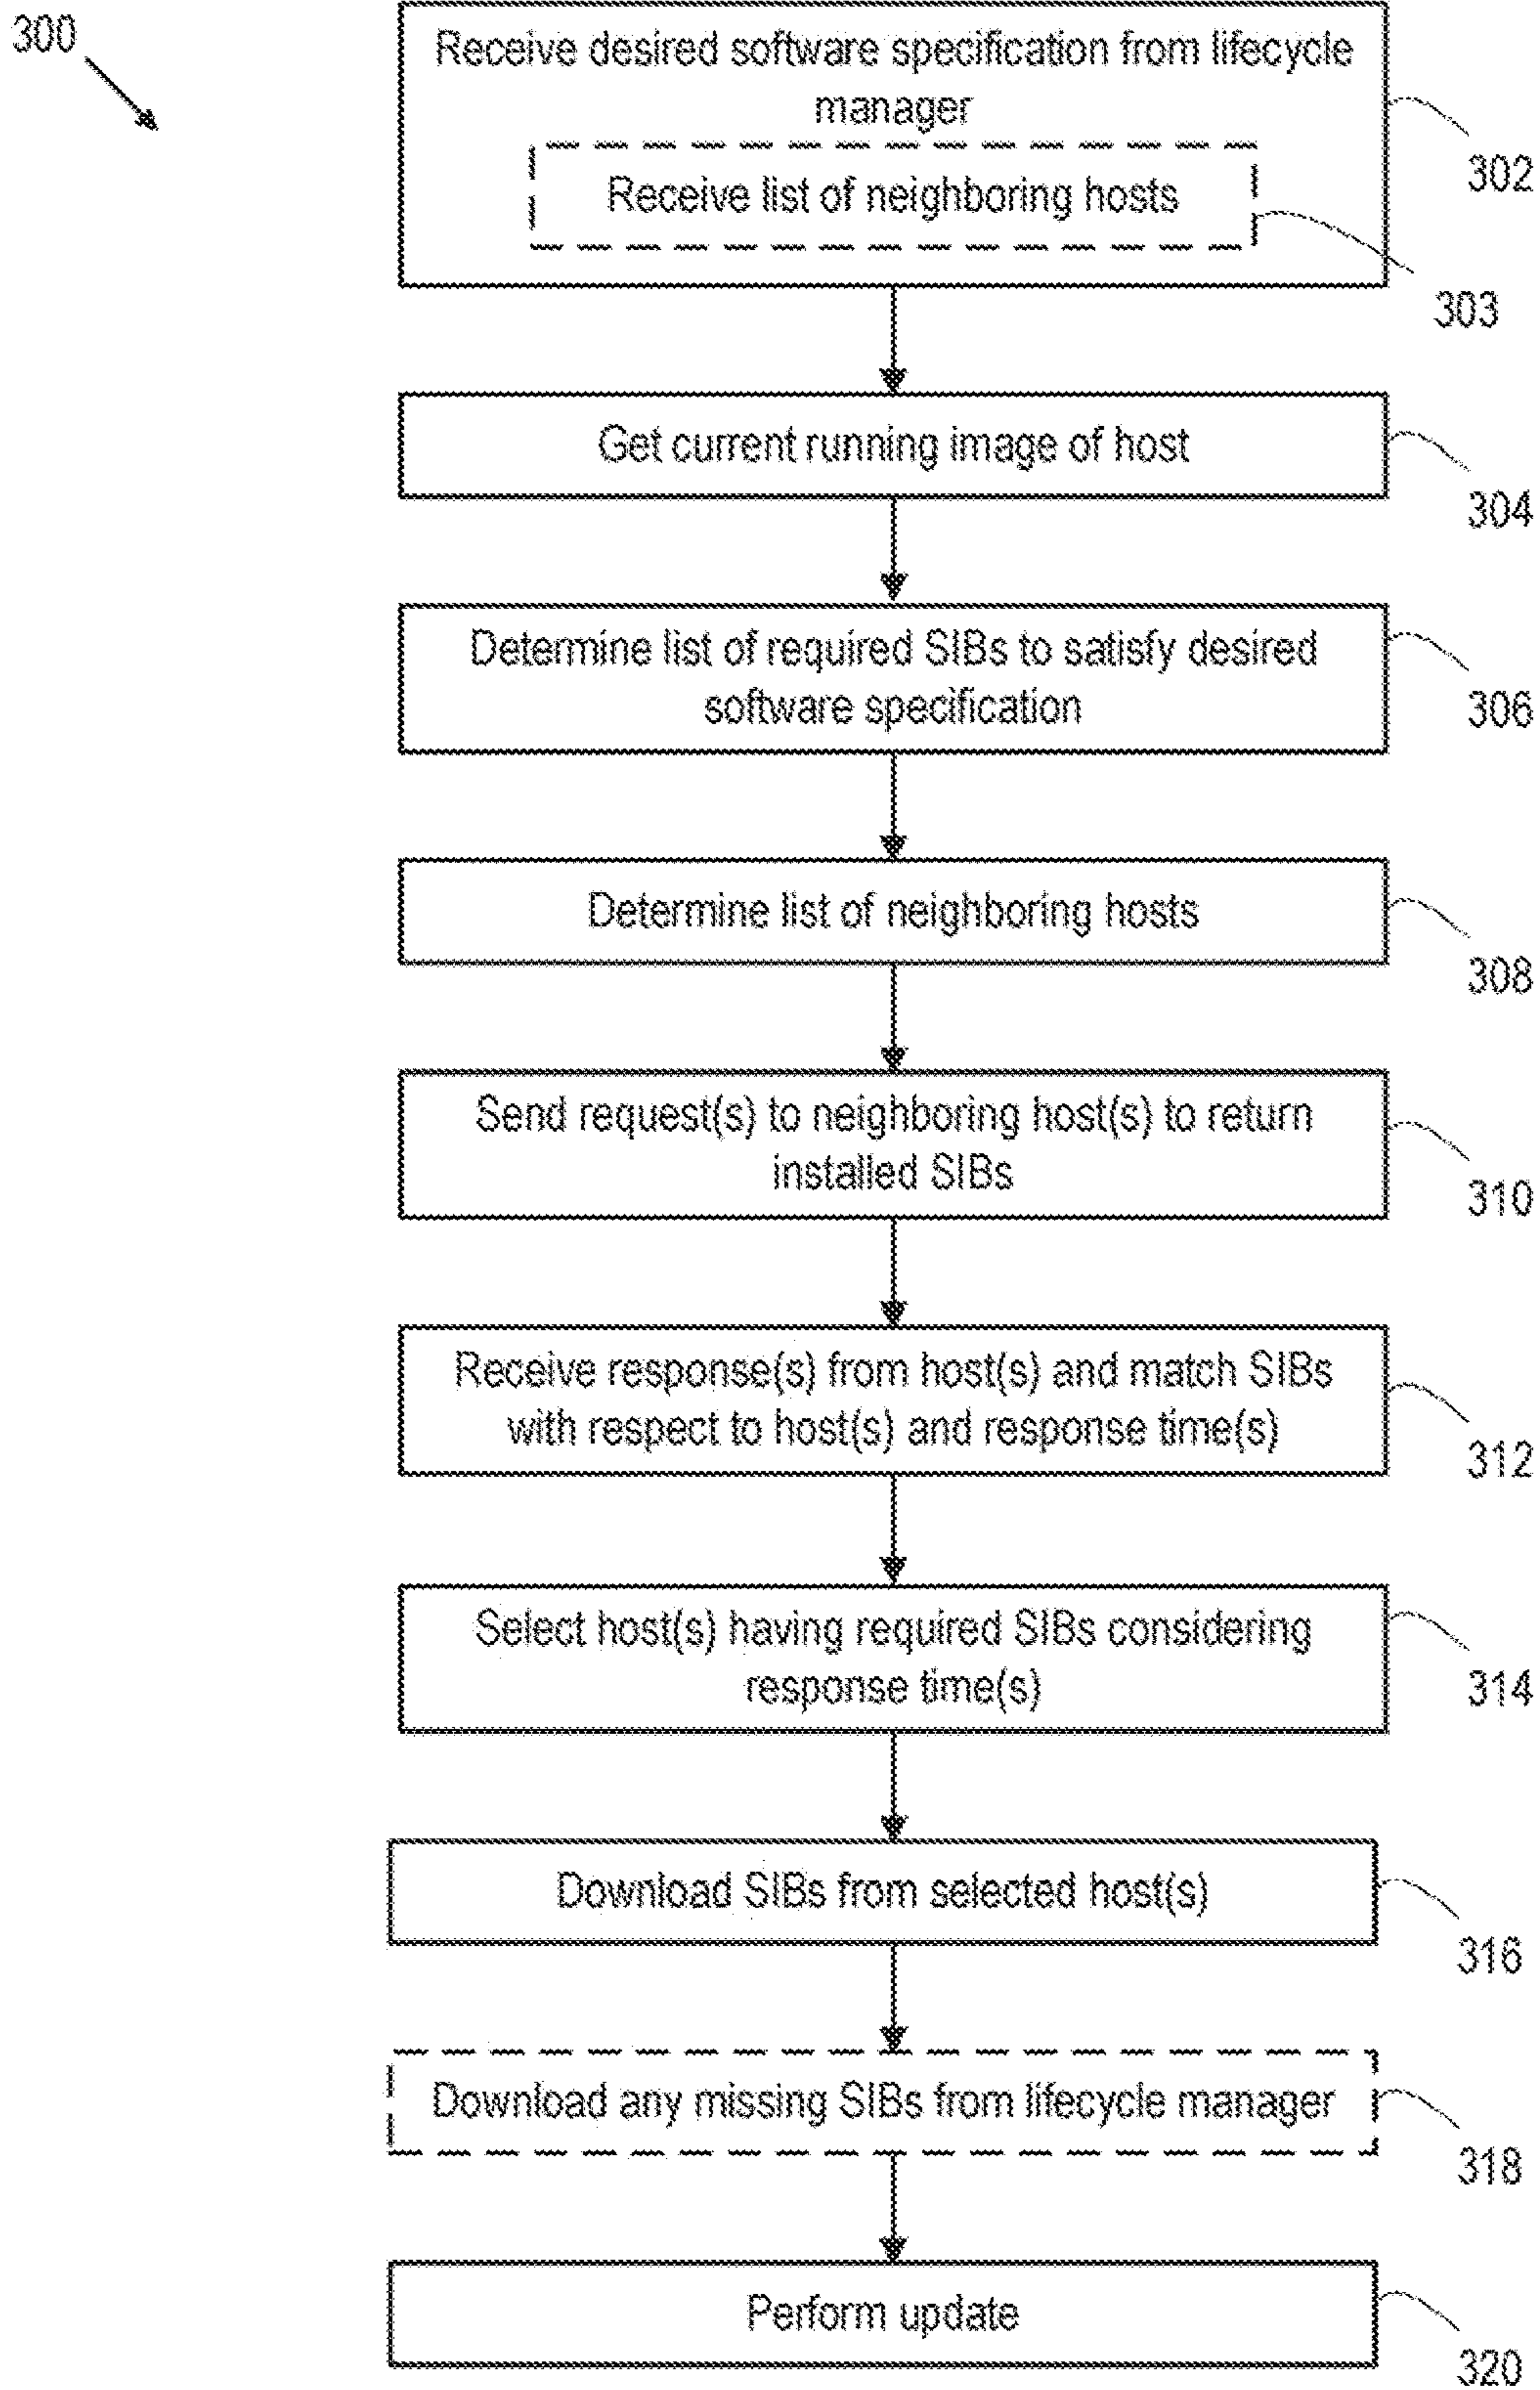 300
Receive desired software specification from lifecycle
manager
302
Receive list of neighboring hosts
303
Get current running image of host
304
Determine list of required SIBs to satisfy desired
software specification
306
Determine list of neighboring hosts
308
Send request(s) to neighboring host(s) to return
installed SIBs
310
Receive response(s) from host(s) and match SIBs
with respect to host(s) and response time(s)
312
Select host(s) having required SIBs considering
response time(s)
314
Download SIBs from selected host(s)
316
Download any missing SIBs from lifecycle manager
318
Perform update
320